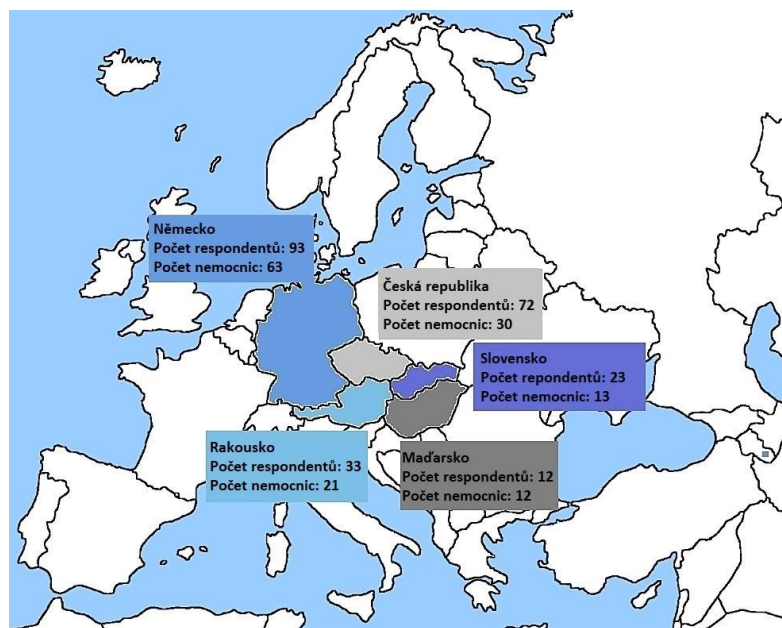 Německo
Počet respondentů: 93
Počet nemocnic: 63
Česká republika
Počet respondentů: 72
Počet nemocnic: 30
Slovensko
Počet repondentů: 23
Počet nemocnic: 13
Rakousko
Počet respondentů: 33
Počet nemocnic: 21
Maďarsko
Počet respondentů: 12
Počet nemocnic: 12